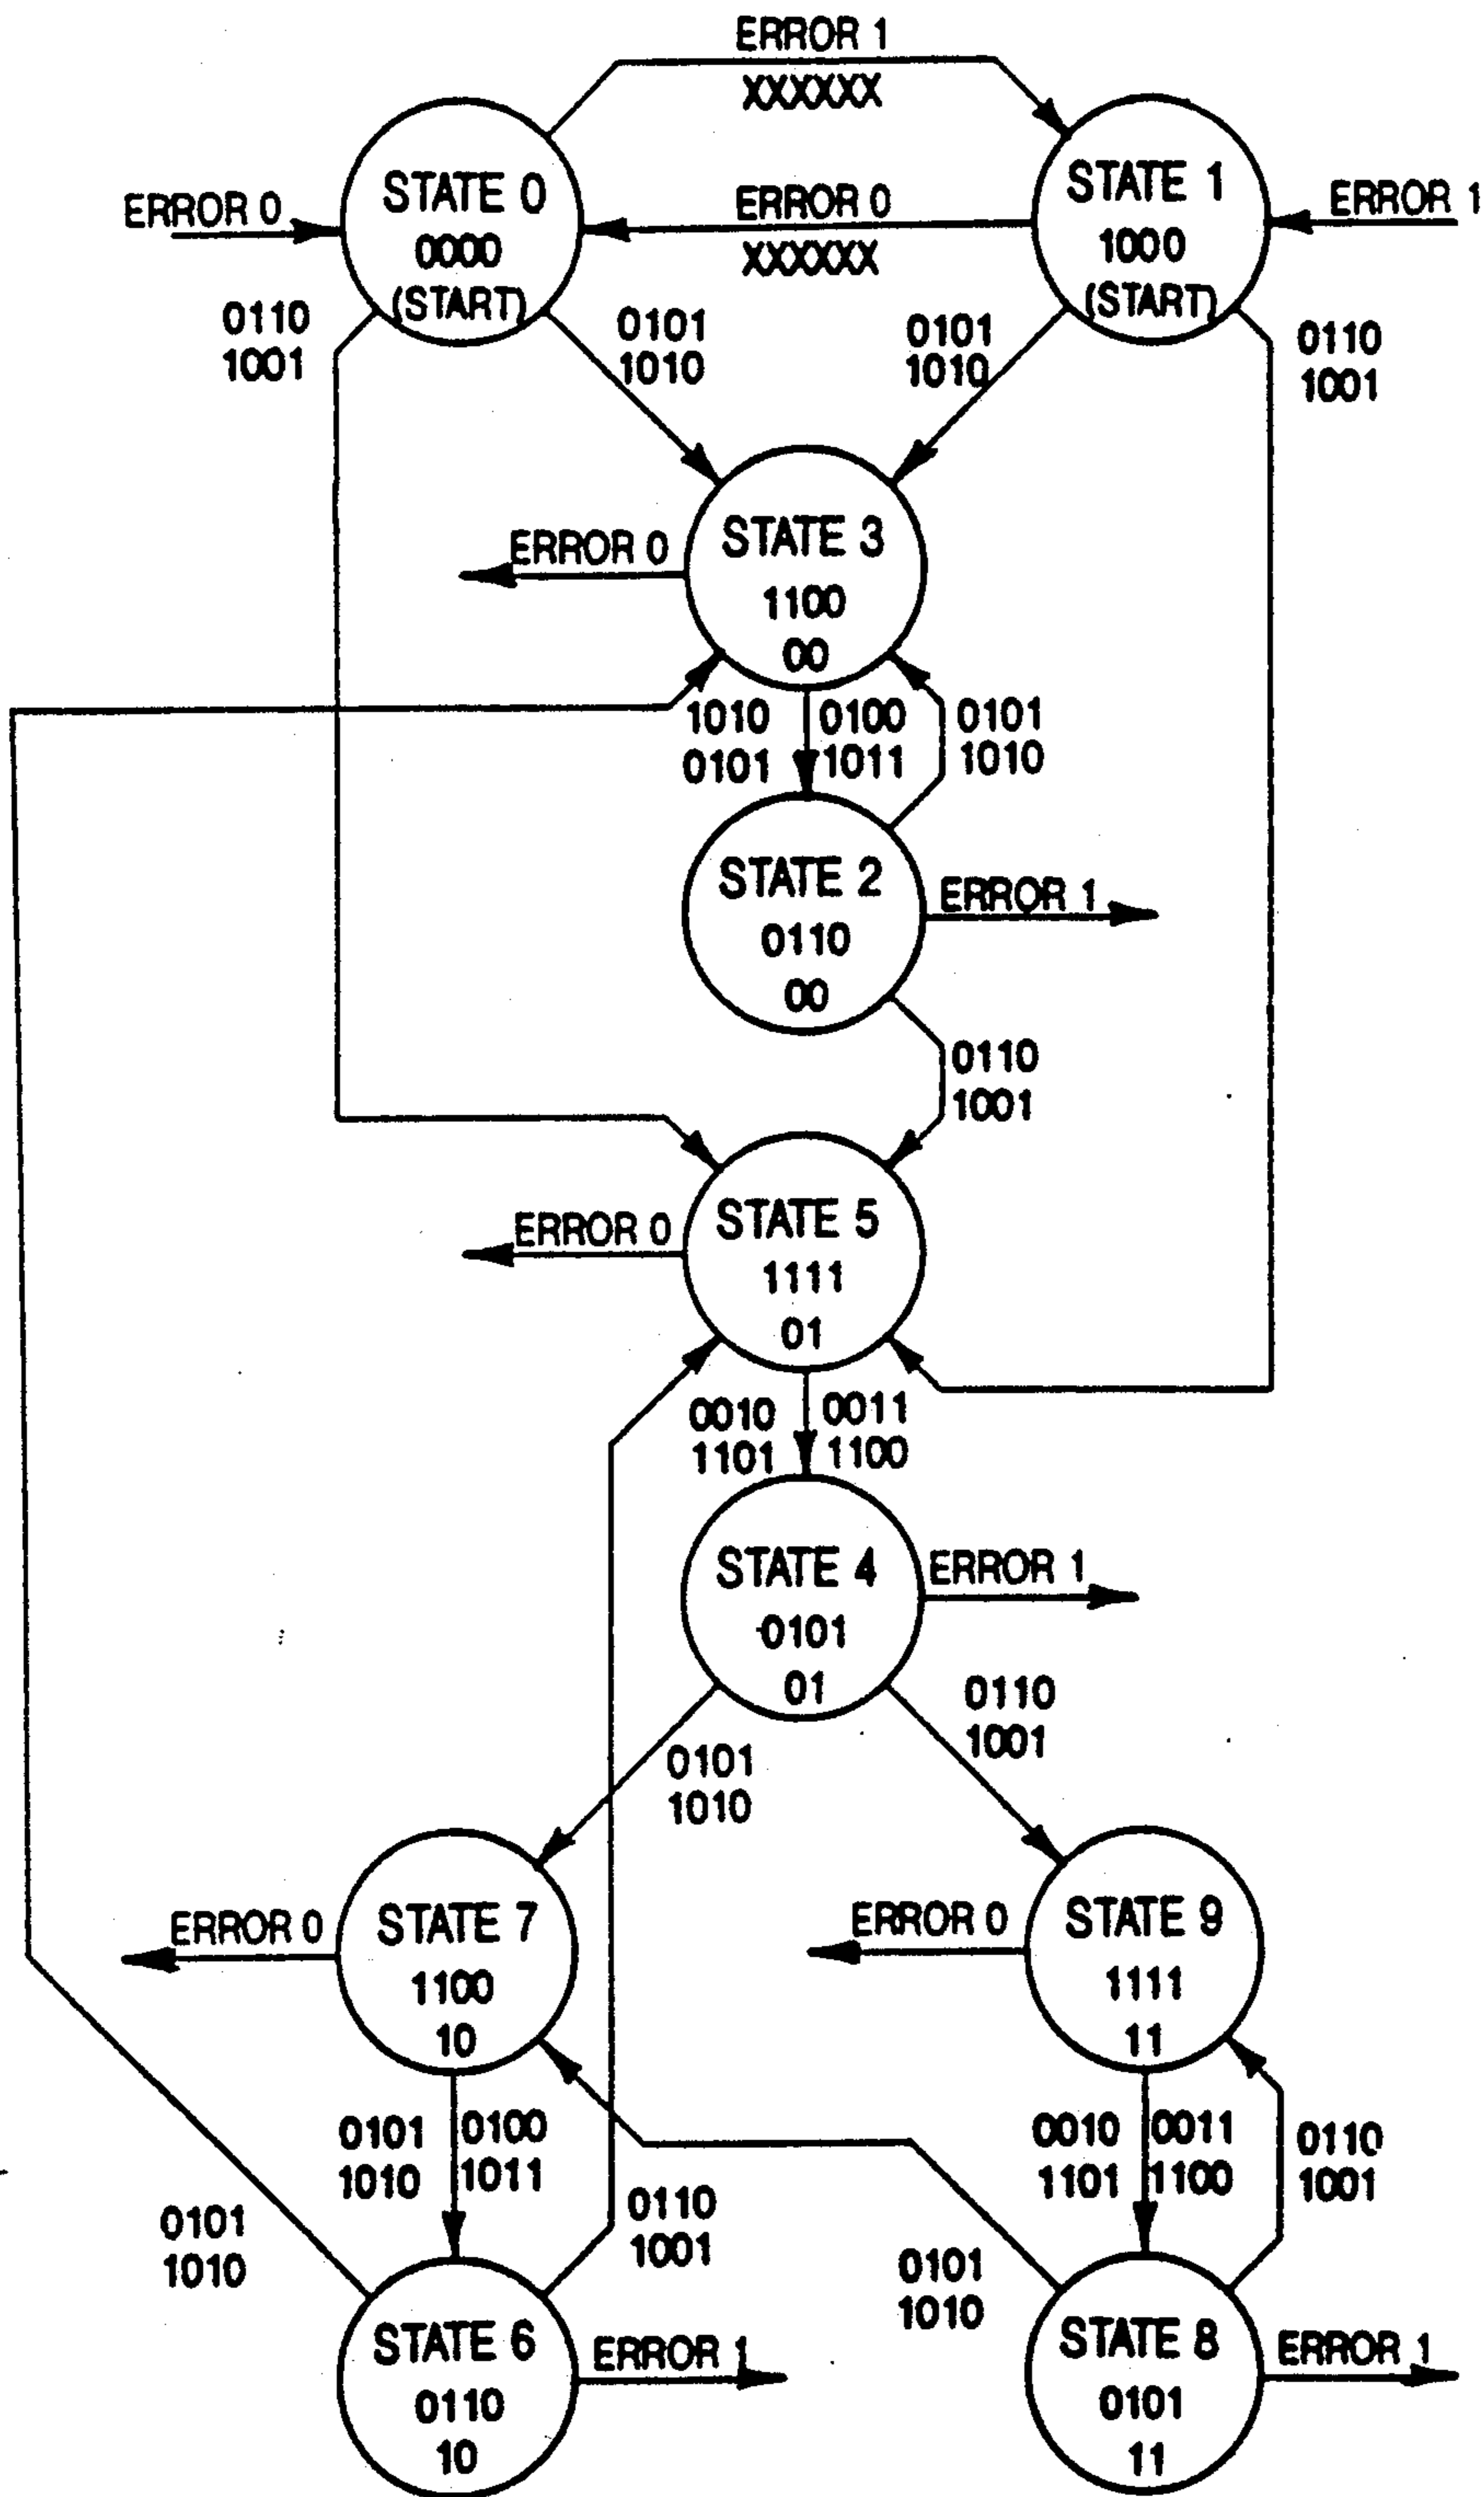 ERROR 1
XXXXXX
STATE 0
0000
(START)
STATE 1
1000
(START)
ERROR 0
ERROR 0
XXXXXX
ERROR 1
0110
1001
0101
1010
0101
1010
0110
1001
STATE 3
1100
00
ERROR 0
1010
0101
0100
1011
0101
1010
STATE 2
0110
00
ERROR 1
0110
1001
STATE 5
1111
01
ERROR 0
0010
1101
0011
1100
STATE 4
0101
01
ERROR 1
0110
1001
0101
1010
STATE 7
1100
10
ERROR 0
STATE 9
1111
11
ERROR 0
0101
1010
0100
1011
0010
1101
0011
1100
0110
1001
0101
1010
0110
1001
0101
1010
STATE 6
0110
10
ERROR 1
STATE 8
0101
11
ERROR 1